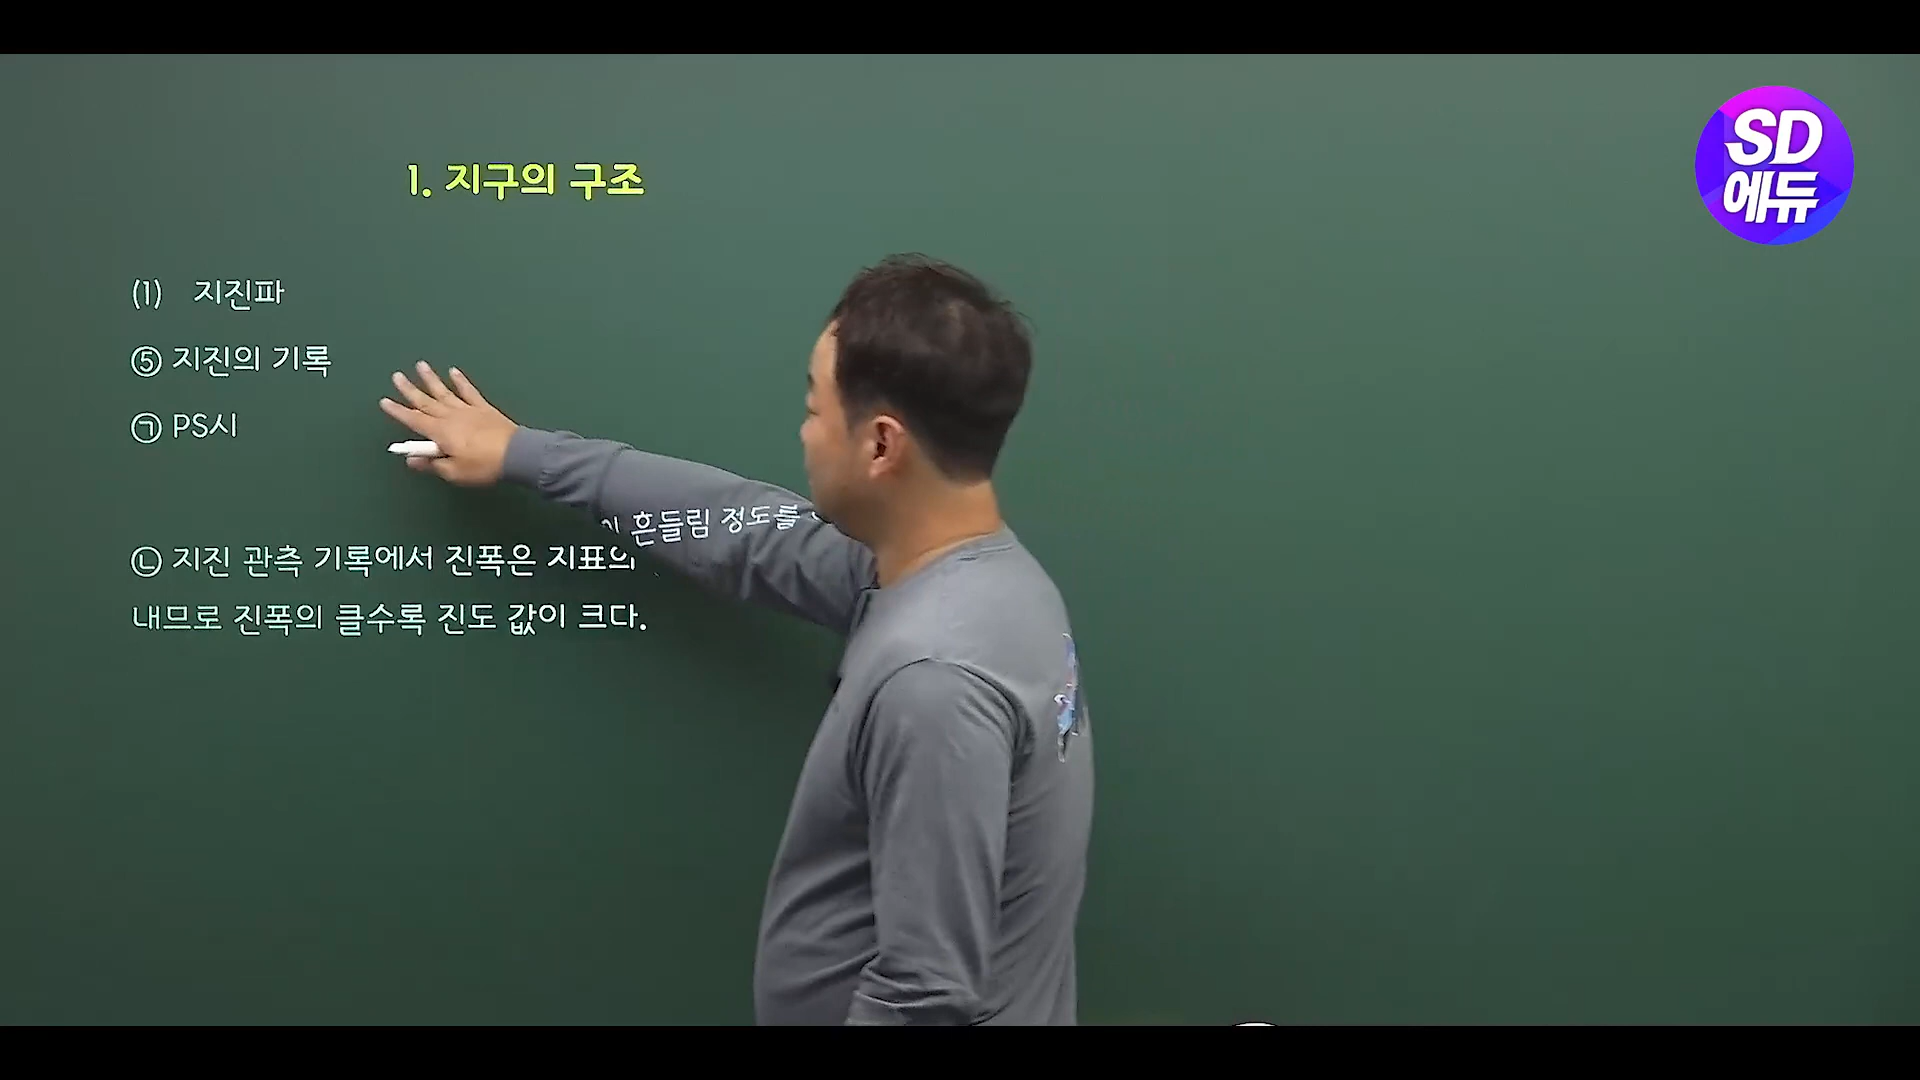 SD
에듀
1. 지구의 구조
(1) 지진파
⑤ 지진의 기록
㉠ PS시
㉡ 지진 관측 기록에서 진폭은 지표의 흔들림 정도를
내므로 진폭의 클수록 진도 값이 크다.